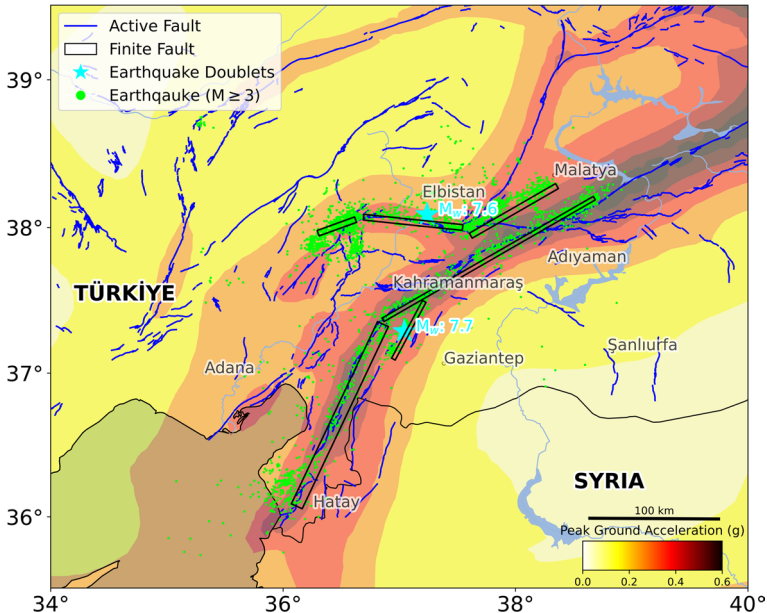 Active Fault
Finite Fault
Earthqauke Doublets
Earthqauke (M ≥ 3)
39°
38°
37°
36°
Malatya
Elbistan
Mw: 7.6
Adıyaman
TÜRKİYE
Kahramanmaraş
Mw: 7.7
Şanlıurfa
Gaziantep
Adana
SYRIA
Hatay
100 km
Peak Ground Acceleration (g)
0.0 0.2 0.4 0.6
34° 36° 38° 40°